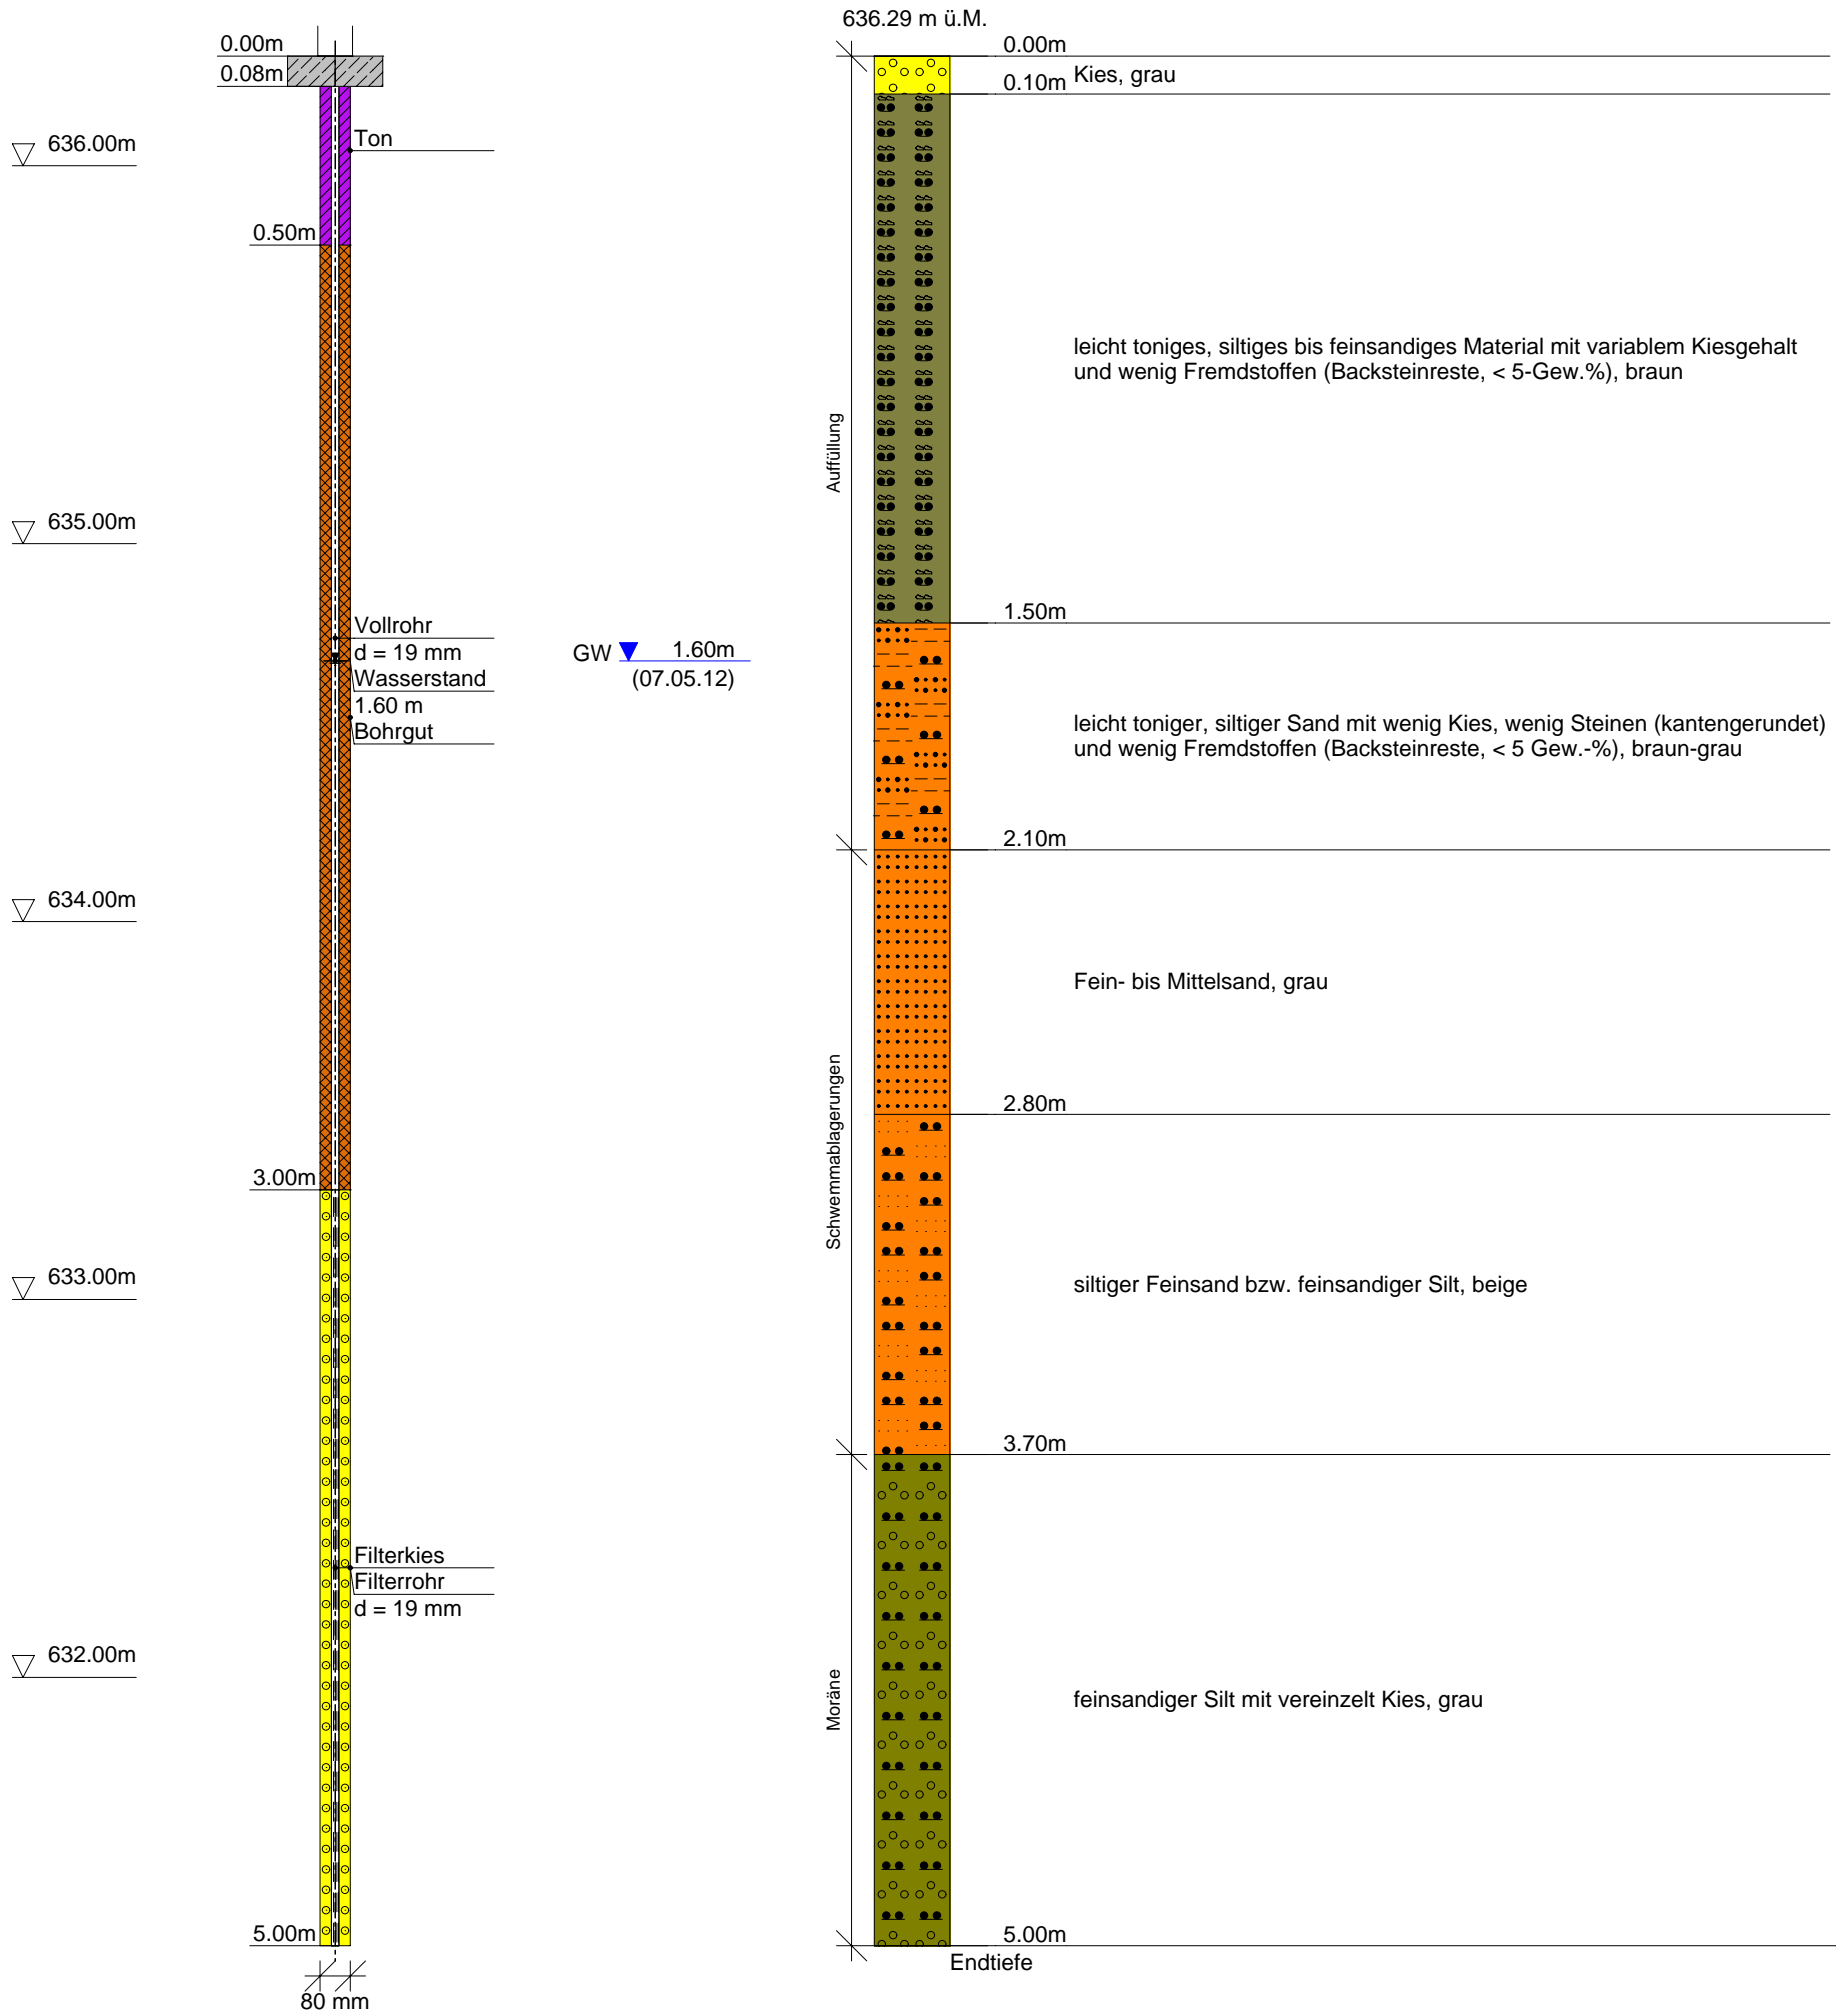 636.29 m ü.M.
0.00m
0.08m
636.00m
Ton
0.50m
635.00m
Vollrohr
d = 19 mm
Wasserstand
1.60 m
Bohrgut
634.00m
3.00m
633.00m
Filterkies
Filterrohr
d = 19 mm
632.00m
5.00m
80 mm
GW
1.60m
(07.05.12)
Auffüllung
Schwemmablagerungen
Moräne
0.00m
Kies, grau
0.10m
leicht toniges, siltiges bis feinsandiges Material mit variablem Kiesgehalt
und wenig Fremdstoffen (Backsteinreste, < 5-Gew.%), braun
1.50m
leicht toniger, siltiger Sand mit wenig Kies, wenig Steinen (kantengerundet)
und wenig Fremdstoffen (Backsteinreste, < 5 Gew.-%), braun-grau
2.10m
Fein- bis Mittelsand, grau
2.80m
siltiger Feinsand bzw. feinsandiger Silt, beige
3.70m
feinsandiger Silt mit vereinzelt Kies, grau
5.00m
Endtiefe